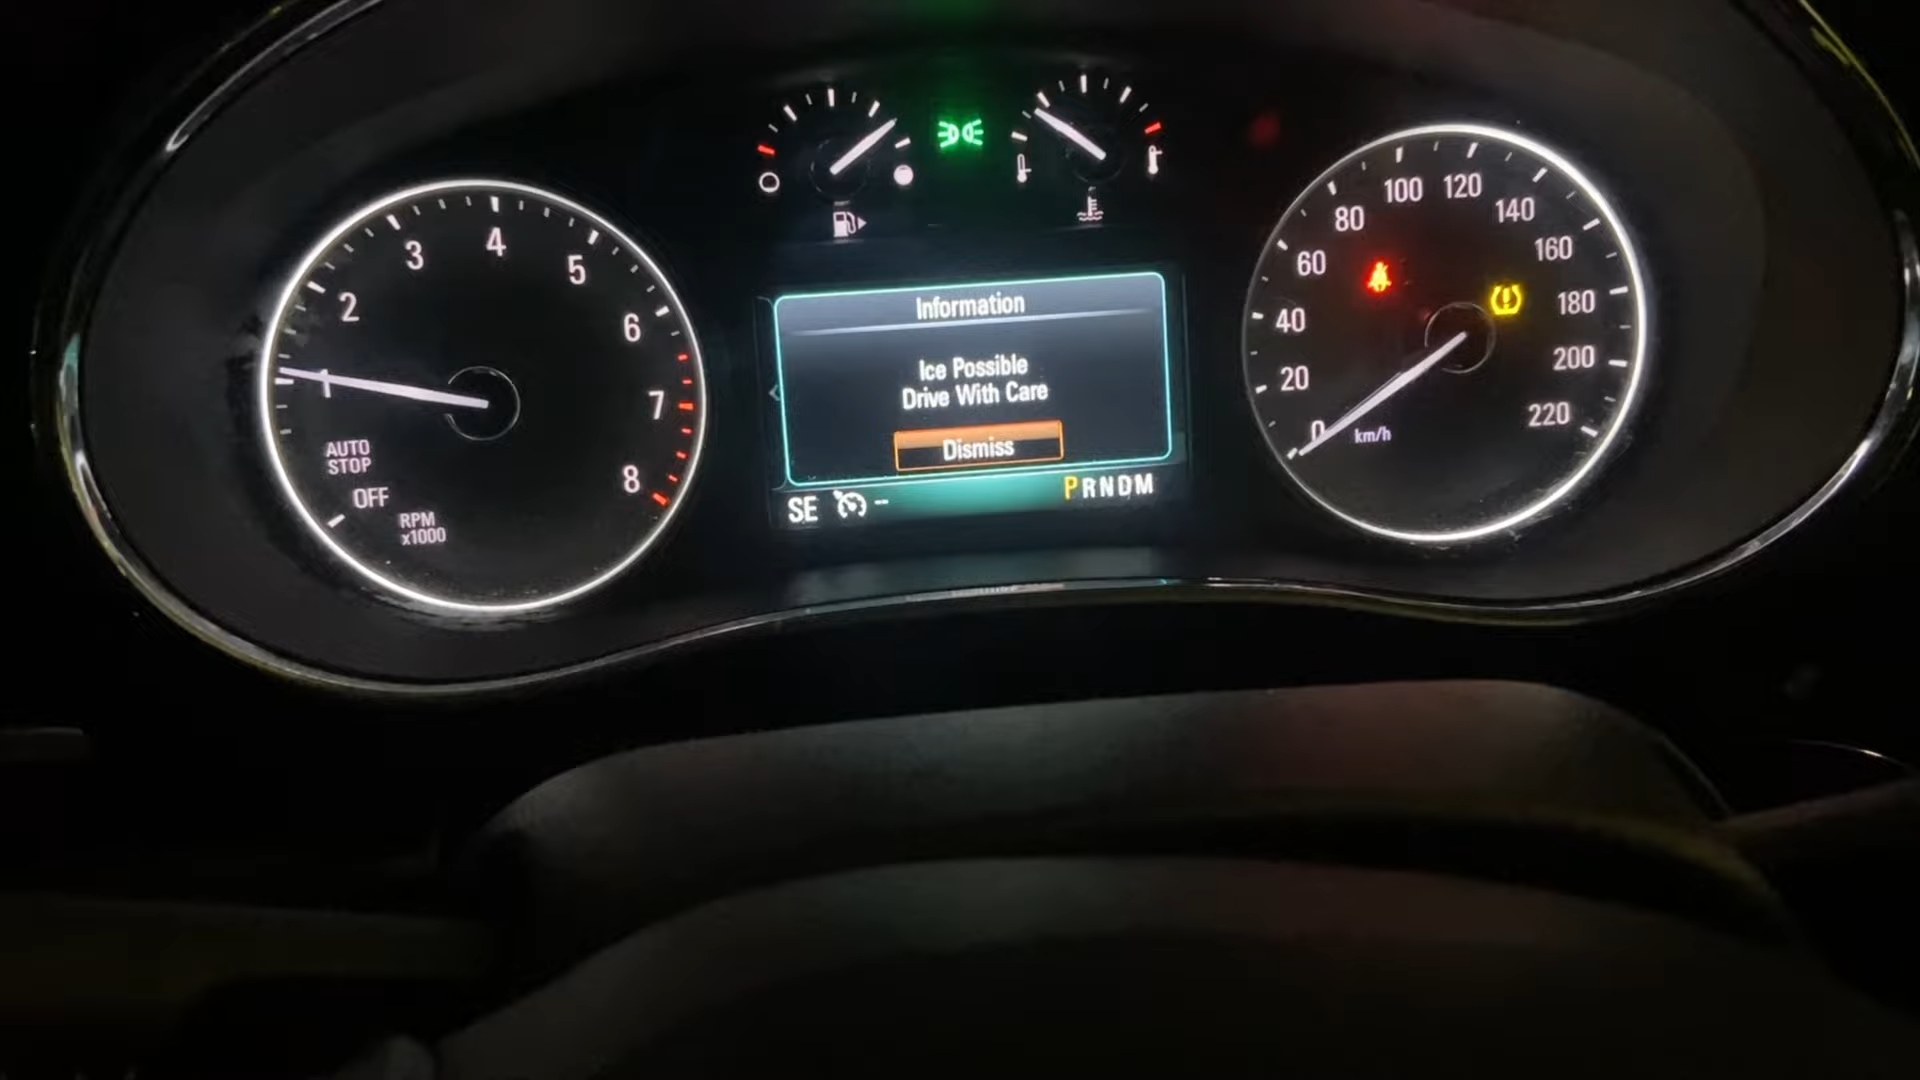 1
2
3
4
5
6
7
8
AUTO
STOP
OFF
RPM
x1000
Information
Ice Possible
Drive With Care
Dismiss
SE --
PRNDM
0
20
40
60
80
100
120
140
160
180
200
220
km/h